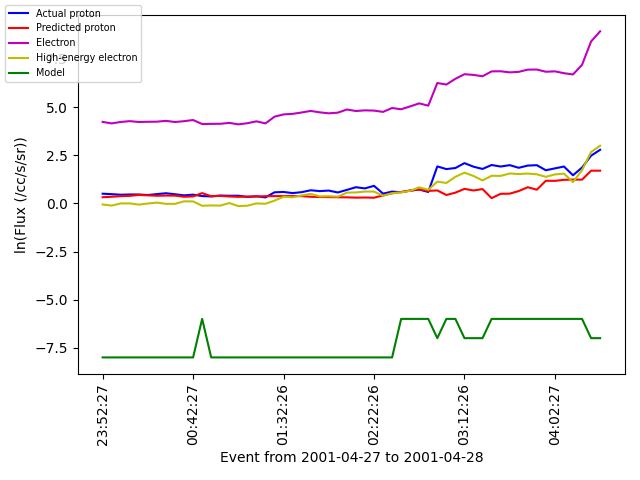 Actual proton
Predicted proton
Electron
High-energy electron
Model
5.0
2.5
0.0
−2.5
−5.0
−7.5
ln(Flux (/cc/s/sr))
23:52:27
00:42:27
01:32:26
02:22:26
03:12:26
04:02:27
Event from 2001-04-27 to 2001-04-28